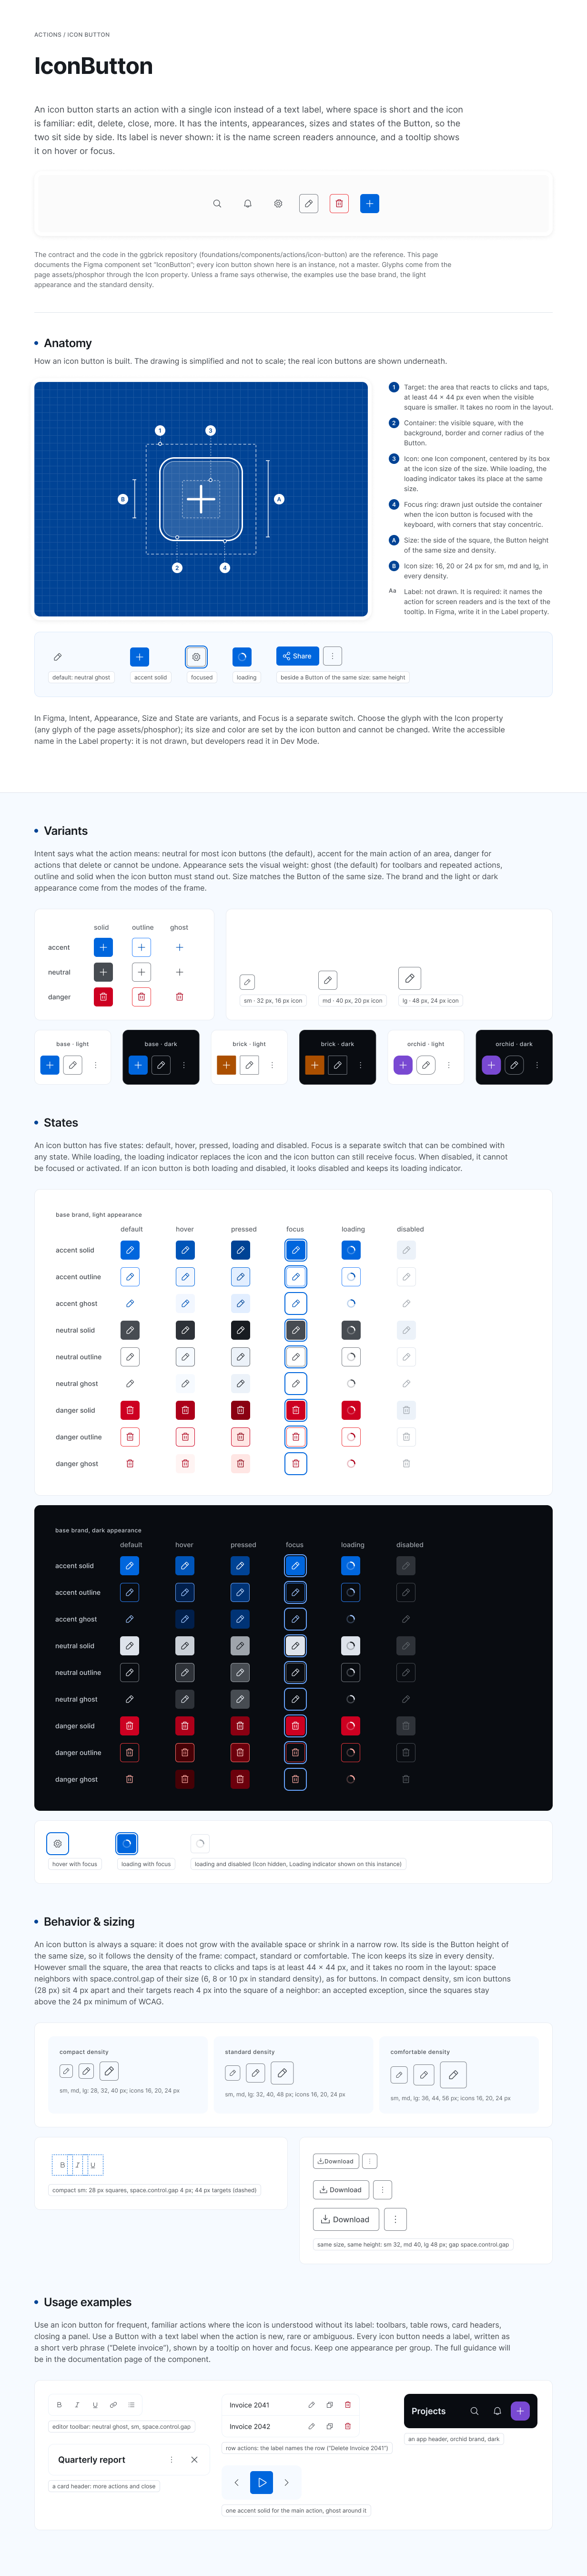 ACTIONS / ICON BUTTON
IconButton
An icon button starts an action with a single icon instead of a text label, where space is short and the icon
is familiar: edit, delete, close, more. It has the intents, appearances, sizes and states of the Button, so the
two sit side by side. Its label is never shown: it is the name screen readers announce, and a tooltip shows
it on hover or focus.
The contract and the code in the ggbrick repository (foundations/components/actions/icon-button) are the reference. This page
documents the Figma component set "IconButton"; every icon button shown here is an instance, not a master. Glyphs come from the
page assets/phosphor through the Icon property. Unless a frame says otherwise, the examples use the base brand, the light
appearance and the standard density.
Anatomy
How an icon button is built. The drawing is simplified and not to scale; the real icon buttons are shown underneath.
1
3
B
A
2
4
1 Target: the area that reacts to clicks and taps,
at least 44 × 44 px even when the visible
square is smaller. It takes no room in the layout.
2 Container: the visible square, with the
background, border and corner radius of the
Button.
3 Icon: one Icon component, centered by its box
at the icon size of the size. While loading, the
loading indicator takes its place at the same
size.
4 Focus ring: drawn just outside the container
when the icon button is focused with the
keyboard, with corners that stay concentric.
A Size: the side of the square, the Button height
of the same size and density.
B Icon size: 16, 20 or 24 px for sm, md and lg, in
every density.
Aa Label: not drawn. It is required: it names the
action for screen readers and is the text of the
tooltip. In Figma, write it in the Label property.
Share
default: neutral ghost
accent solid
focused
loading
beside a Button of the same size: same height
In Figma, Intent, Appearance, Size and State are variants, and Focus is a separate switch. Choose the glyph with the Icon property
(any glyph of the page assets/phosphor); its size and color are set by the icon button and cannot be changed. Write the accessible
name in the Label property: it is not drawn, but developers read it in Dev Mode.
Variants
Intent says what the action means: neutral for most icon buttons (the default), accent for the main action of an area, danger for
actions that delete or cannot be undone. Appearance sets the visual weight: ghost (the default) for toolbars and repeated actions,
outline and solid when the icon button must stand out. Size matches the Button of the same size. The brand and the light or dark
appearance come from the modes of the frame.
solid outline ghost
accent
neutral
danger
sm · 32 px, 16 px icon
md · 40 px, 20 px icon
lg · 48 px, 24 px icon
base · light
base · dark
brick · light
brick · dark
orchid · light
orchid · dark
States
An icon button has five states: default, hover, pressed, loading and disabled. Focus is a separate switch that can be combined with
any state. While loading, the loading indicator replaces the icon and the icon button can still receive focus. When disabled, it cannot
be focused or activated. If an icon button is both loading and disabled, it looks disabled and keeps its loading indicator.
base brand, light appearance
default hover pressed focus loading disabled
accent solid
accent outline
accent ghost
neutral solid
neutral outline
neutral ghost
danger solid
danger outline
danger ghost
base brand, dark appearance
default hover pressed focus loading disabled
accent solid
accent outline
accent ghost
neutral solid
neutral outline
neutral ghost
danger solid
danger outline
danger ghost
hover with focus
loading with focus
loading and disabled (Icon hidden, Loading indicator shown on this instance)
Behavior & sizing
An icon button is always a square: it does not grow with the available space or shrink in a narrow row. Its side is the Button height of
the same size, so it follows the density of the frame: compact, standard or comfortable. The icon keeps its size in every density.
However small the square, the area that reacts to clicks and taps is at least 44 × 44 px, and it takes no room in the layout: space
neighbors with space.control.gap of their size (6, 8 or 10 px in standard density), as for buttons. In compact density, sm icon buttons
(28 px) sit 4 px apart and their targets reach 4 px into the square of a neighbor: an accepted exception, since the squares stay
above the 24 px minimum of WCAG.
compact density
sm, md, lg: 28, 32, 40 px; icons 16, 20, 24 px
standard density
sm, md, lg: 32, 40, 48 px; icons 16, 20, 24 px
comfortable density
sm, md, lg: 36, 44, 56 px; icons 16, 20, 24 px
compact sm: 28 px squares, space.control.gap 4 px; 44 px targets (dashed)
Download
Download
Download
same size, same height: sm 32, md 40, lg 48 px; gap space.control.gap
Usage examples
Use an icon button for frequent, familiar actions where the icon is understood without its label: toolbars, table rows, card headers,
closing a panel. Use a Button with a text label when the action is new, rare or ambiguous. Every icon button needs a label, written as
a short verb phrase ("Delete invoice"), shown by a tooltip on hover and focus. Keep one appearance per group. The full guidance will
be in the documentation page of the component.
editor toolbar: neutral ghost, sm, space.control.gap
Quarterly report
a card header: more actions and close
Invoice 2041
Invoice 2042
row actions: the label names the row ("Delete Invoice 2041")
one accent solid for the main action, ghost around it
Projects
an app header, orchid brand, dark